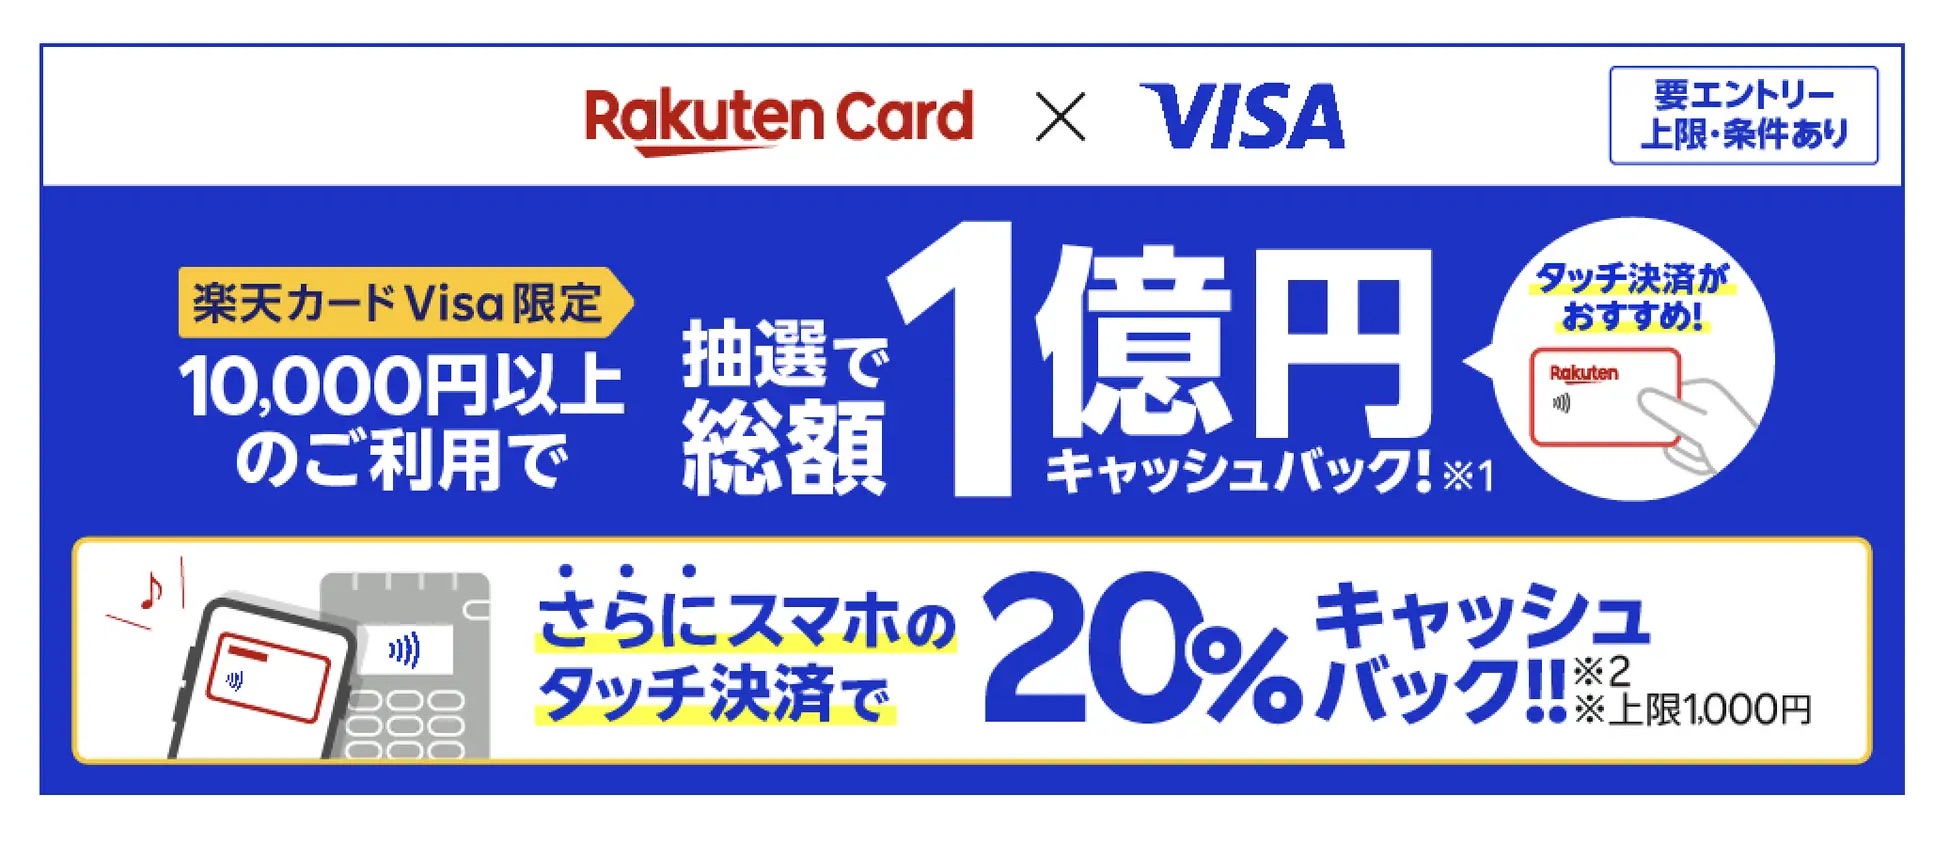 Rakuten Card × VISA
要エントリー
上限・条件あり
楽天カードVisa限定
10,000円以上
のご利用で
抽選で
総額
1億円
キャッシュバック!※1
タッチ決済が
おすすめ!
Rakuten
さらにスマホの
タッチ決済で
20%
キャッシュ
バック!!※2
※上限1,000円